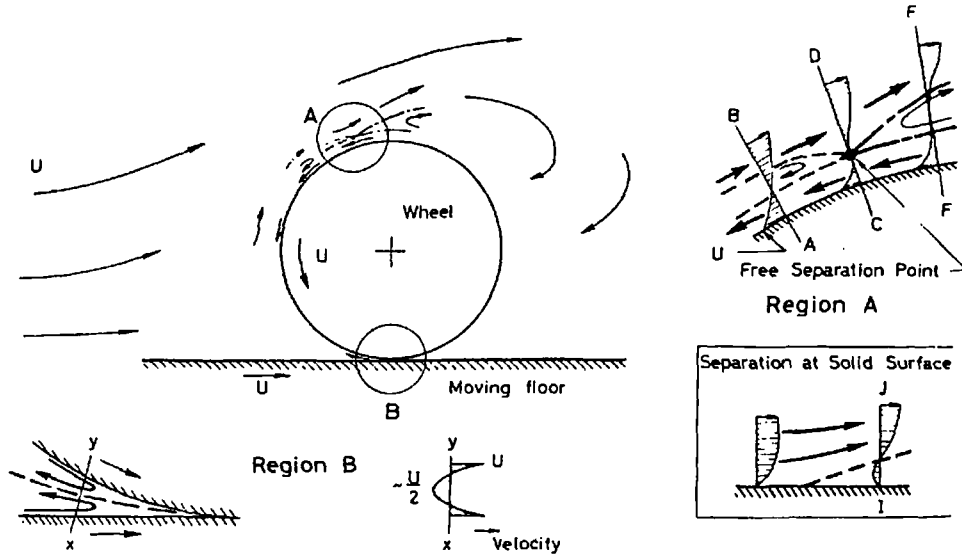 U
A
Wheel
U
U
Moving floor
B
y
x
Region B
y
U
~U/2
x
Velocity
F
D
B
U
A
C
F
Free Separation Point
Region A
Separation at Solid Surface
J
I